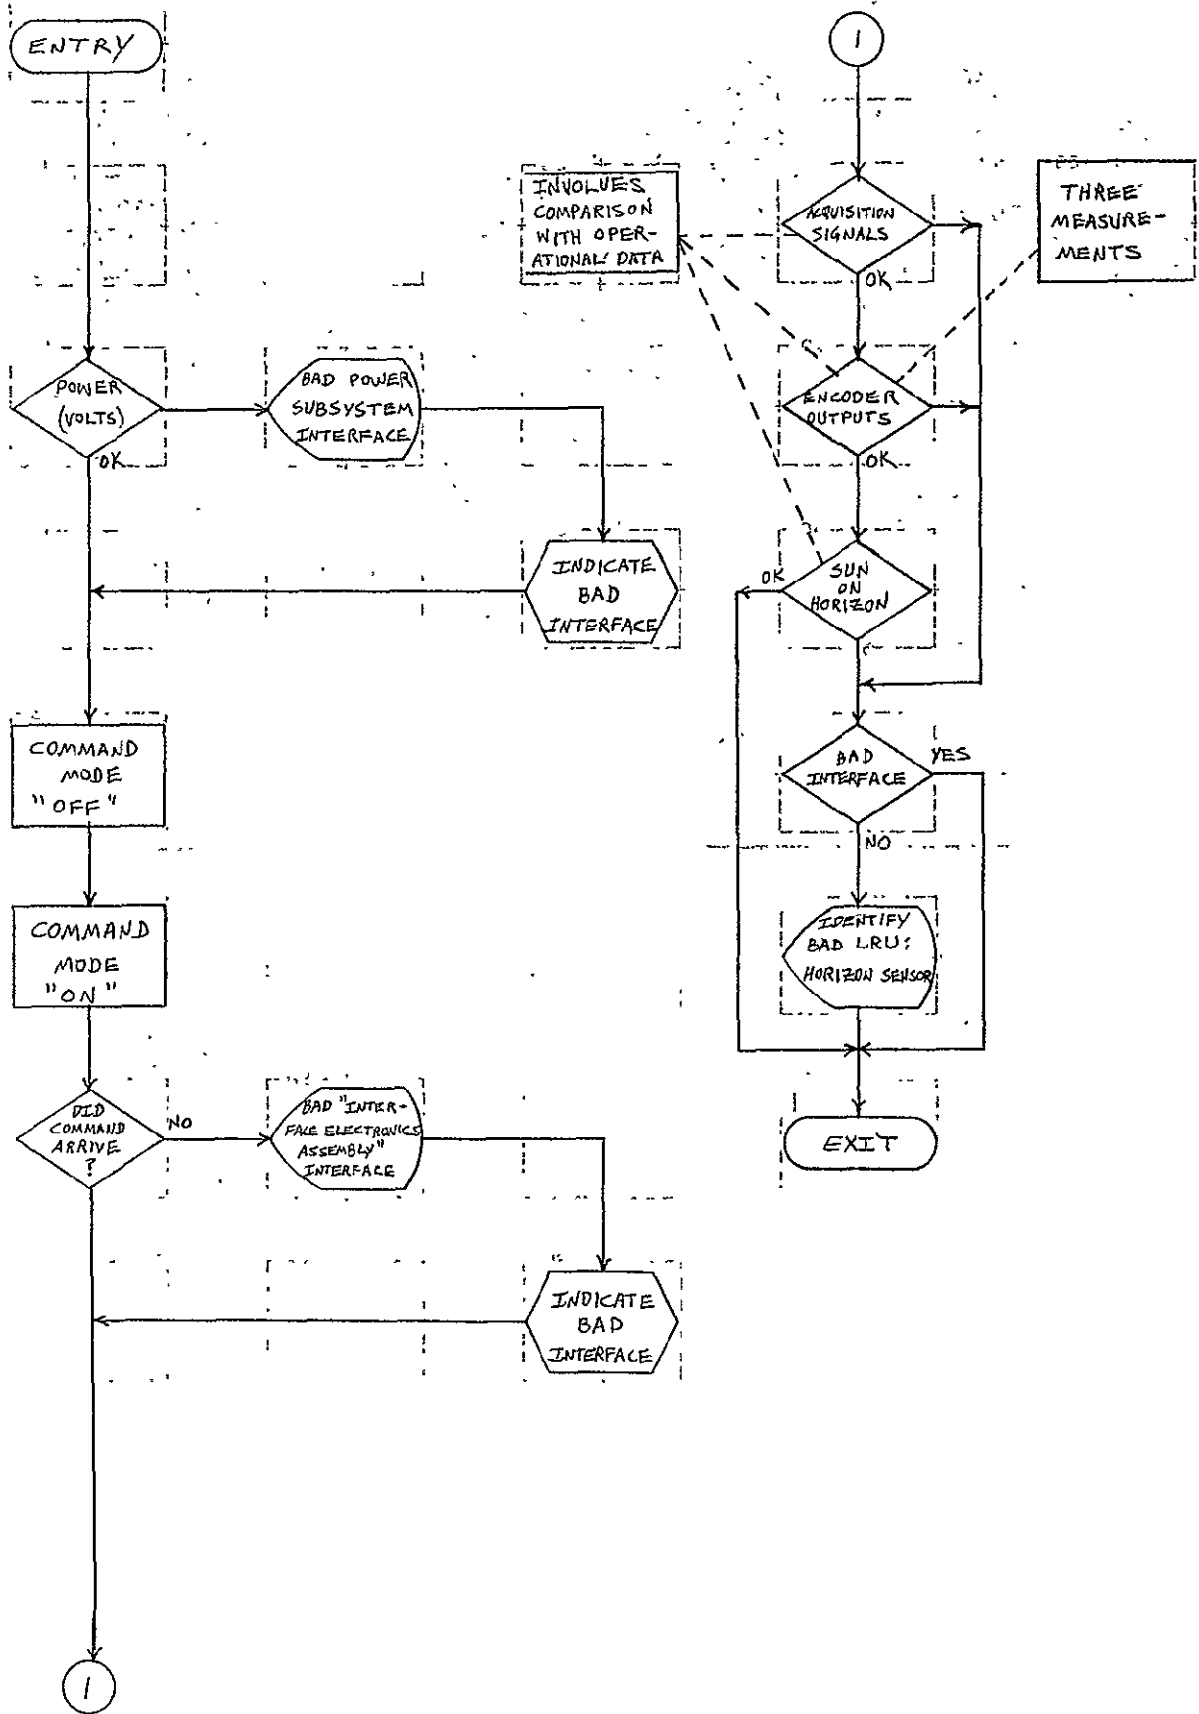 ENTRY
POWER
(VOLTS)
OK
BAD POWER
SUBSYSTEM
INTERFACE
INDICATE
BAD
INTERFACE
COMMAND
MODE
"OFF"
COMMAND
MODE
"ON"
DID
COMMAND
ARRIVE
?
NO
BAD "INTER-
FACE ELECTRONICS
ASSEMBLY"
INTERFACE
INDICATE
BAD
INTERFACE
1
1
INVOLVES
COMPARISON
WITH OPER-
ATIONAL DATA
ACQUISITION
SIGNALS
OK
THREE
MEASURE-
MENTS
ENCODER
OUTPUTS
OK
SUN
ON
HORIZON
OK
BAD
INTERFACE
YES
NO
IDENTIFY
BAD LRU:
HORIZON SENSOR
EXIT